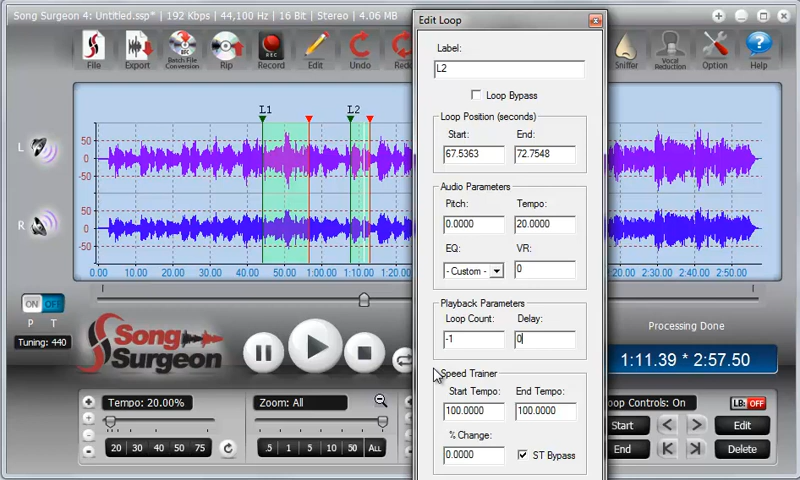 Song Surgeon 4: Untitled.ssp* | 192 Kbps | 44,100 Hz | 16 Bit | Stereo | 4.06 MB
File
Export
Batch File Conversion
Rip
Record
Edit
Undo
Redo
Sniffer
Vocal Reduction
Option
Help
L1
L2
L
50
0
50
R
50
0
-50
0.00
10.00
20.00
30.00
40.00
50.00
1:00.00
1:10.00
2:20.00
2:30.00
2:40.00
2:50.00
ON
OFF
P T
Tuning: 440
Song Surgeon
Processing Done
1:11.39 * 2:57.50
Tempo: 20.00%
20 30 40 50 75
Zoom: All
.5 1 5 10 50 ALL
Loop Controls: On
LB: OFF
Start
Edit
End
Delete
Edit Loop
Label:
L2
Loop Bypass
Loop Position (seconds)
Start: End:
67.5363 72.7548
Audio Parameters
Pitch: Tempo:
0.0000 20.0000
EQ: VR:
- Custom - 0
Playback Parameters
Loop Count: Delay:
-1 0
Speed Trainer
Start Tempo: End Tempo:
100.0000 100.0000
% Change:
0.0000 ST Bypass